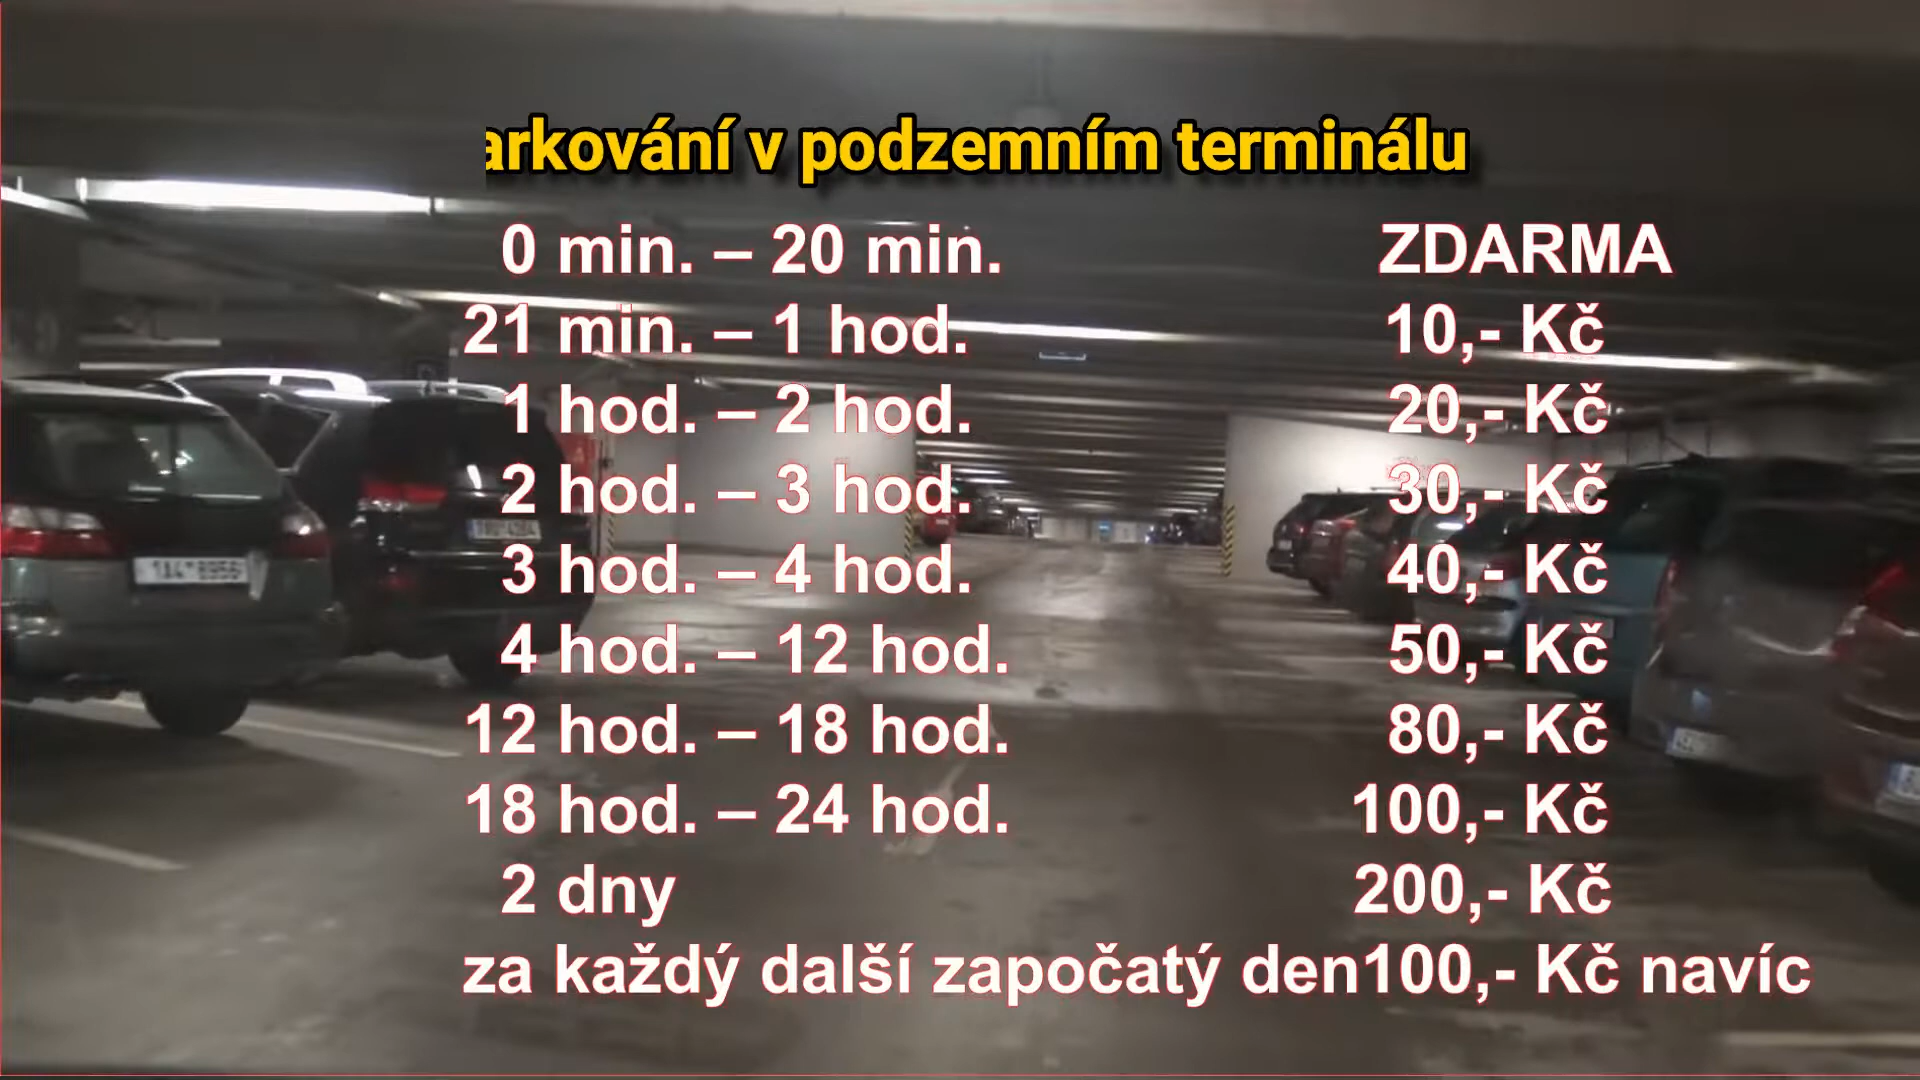 arkování v podzemním terminálu
0 min. – 20 min. ZDARMA
21 min. – 1 hod. 10,- Kč
1 hod. – 2 hod. 20,- Kč
2 hod. – 3 hod. 30,- Kč
3 hod. – 4 hod. 40,- Kč
4 hod. – 12 hod. 50,- Kč
12 hod. – 18 hod. 80,- Kč
18 hod. – 24 hod. 100,- Kč
2 dny 200,- Kč
za každý další započatý den100,- Kč navíc